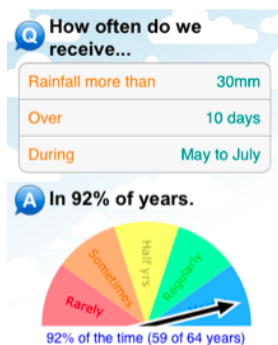 Q How often do we
receive...
Rainfall more than 30mm
Over 10 days
During May to July
A In 92% of years.
Rarely
Sometimes
Half yrs
Regularly
92% of the time (59 of 64 years)